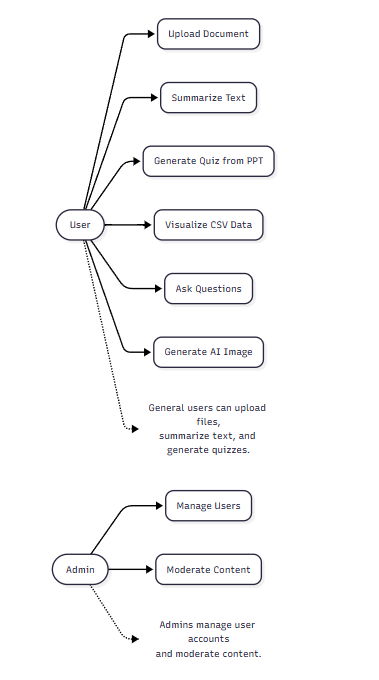 Upload Document
Summarize Text
Generate Quiz from PPT
User
Visualize CSV Data
Ask Questions
Generate AI Image
General users can upload
files,
summarize text, and
generate quizzes.
Manage Users
Admin
Moderate Content
Admins manage user
accounts
and moderate content.